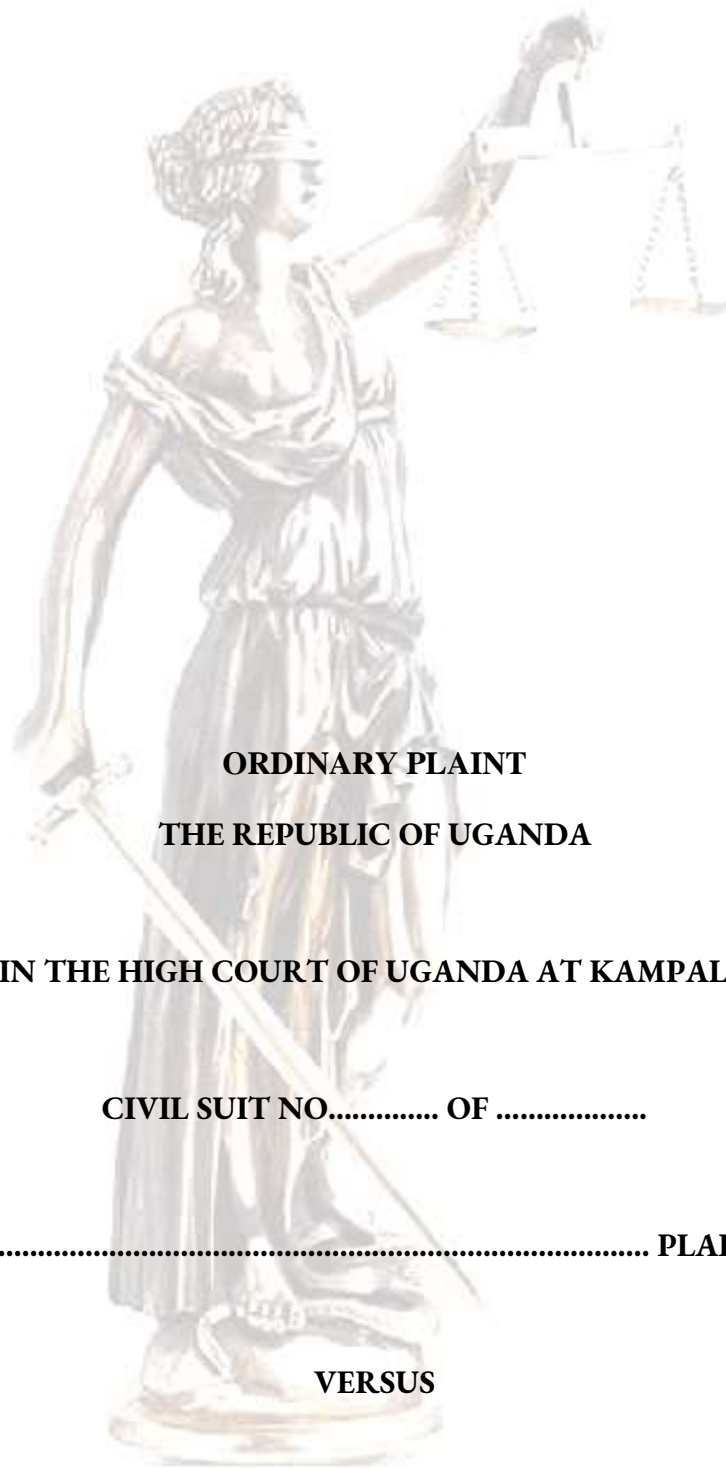 ORDINARY PLAINT
THE REPUBLIC OF UGANDA
IN THE HIGH COURT OF UGANDA AT KAMPAL
CIVIL SUIT NO.............. OF ...................
.................................................................................... PLAI
VERSUS